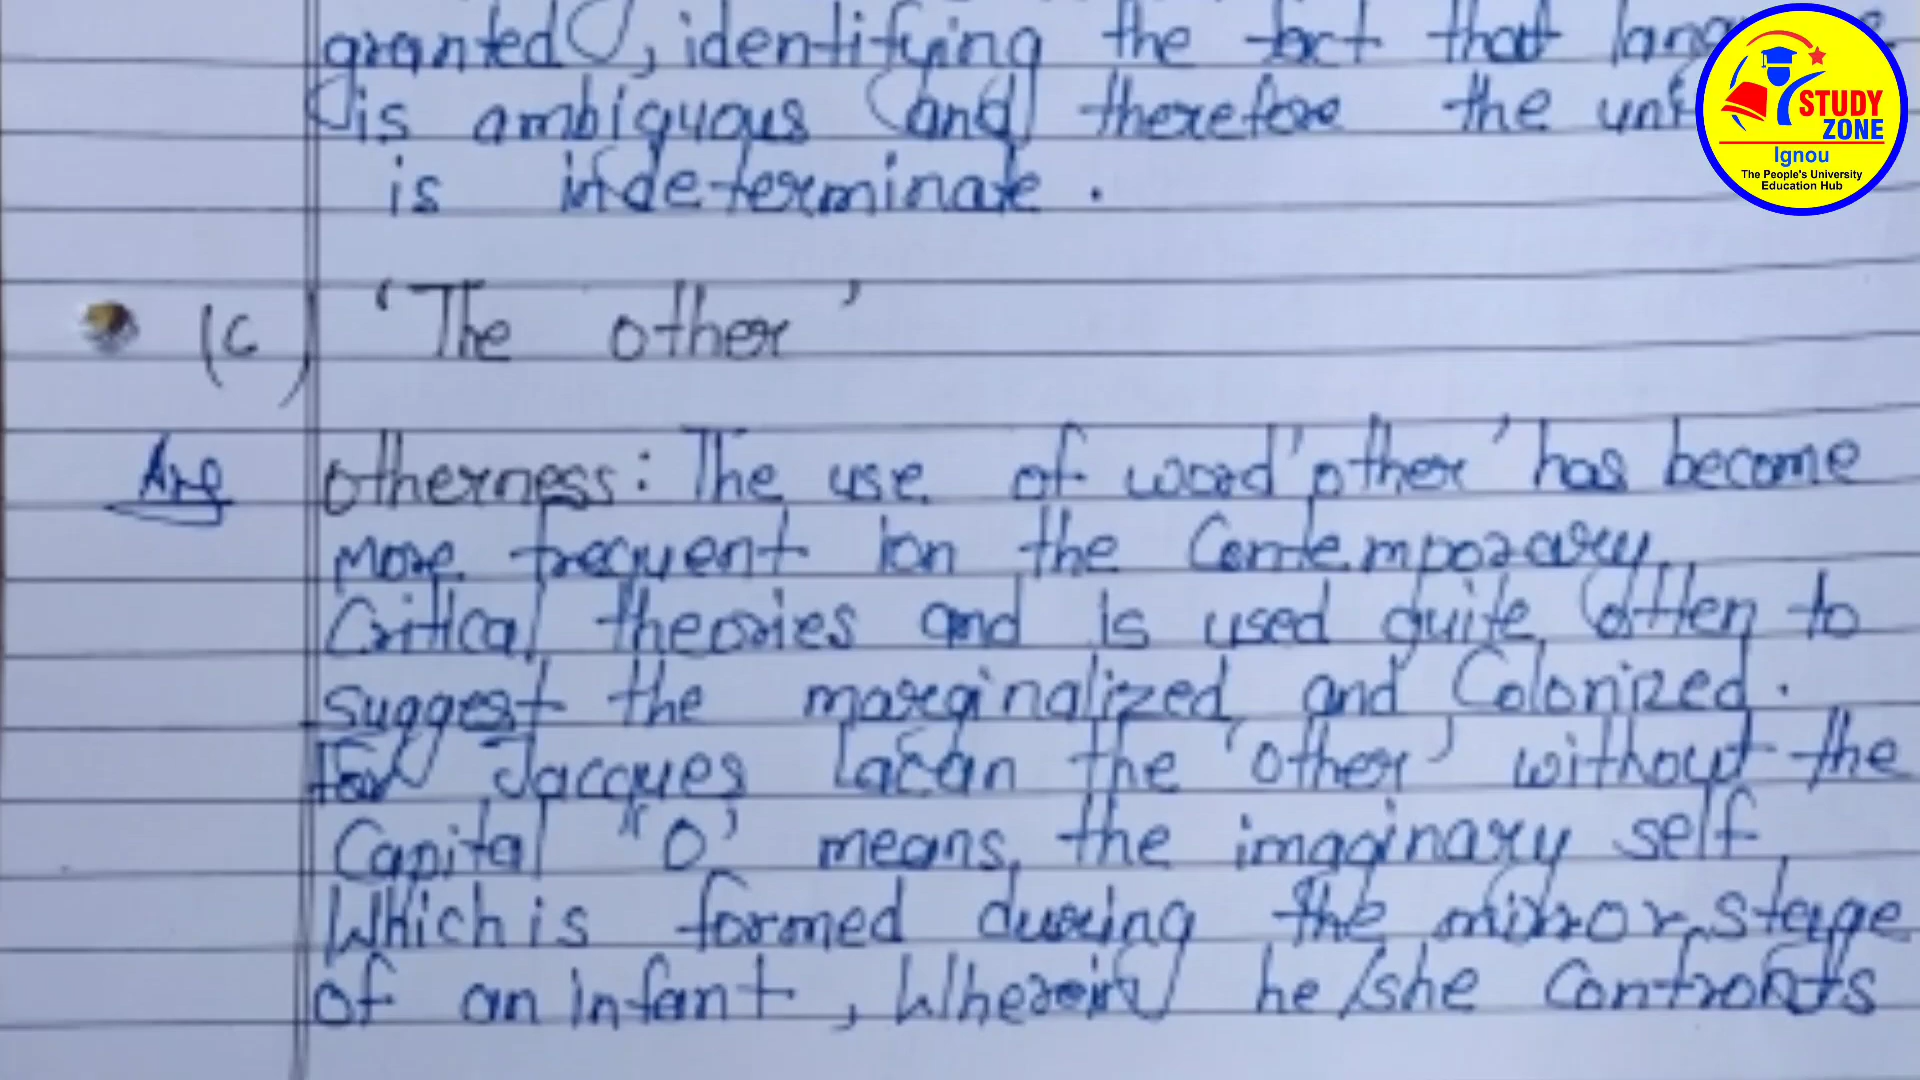 granted, identifying the fact that
is ambiguous and therefore the
is indeterminate.
(c) 'The other'
Ans otherness: The use of word 'other' has become
more frequent on the Contemporary
Critical theories and is used quite often to
suggest the marginalized and Colonized.
For Jacques Lacan the 'other' without the
Capital "O' means, the imaginary self
Which is formed during the mirror stage
of an infant, Wherein he/she Confronts
STUDY
ZONE
Ignou
The People's University
Education Hub